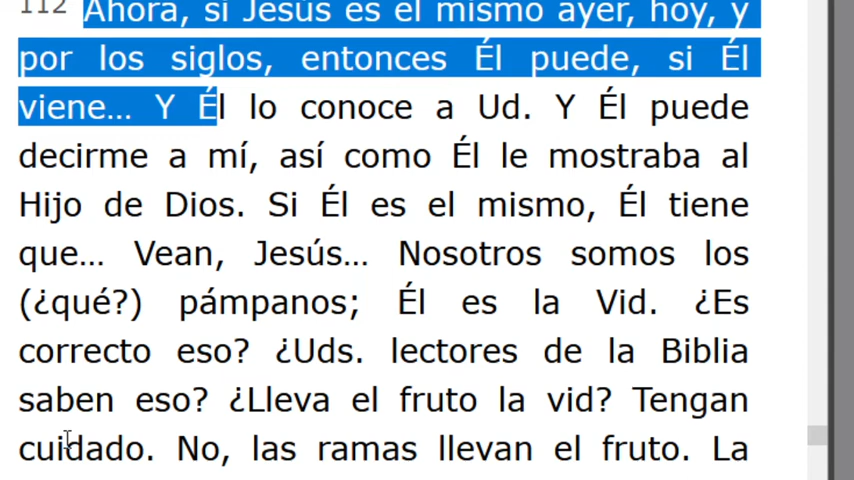 112 Ahora, si Jesús es el mismo ayer, hoy, y
por los siglos, entonces Él puede, si Él
viene... Y Él lo conoce a Ud. Y Él puede
decirme a mí, así como Él le mostraba al
Hijo de Dios. Si Él es el mismo, Él tiene
que... Vean, Jesús... Nosotros somos los
(¿qué?) pámpanos; Él es la Vid. ¿Es
correcto eso? ¿Uds. lectores de la Biblia
saben eso? ¿Lleva el fruto la vid? Tengan
cuidado. No, las ramas llevan el fruto. La